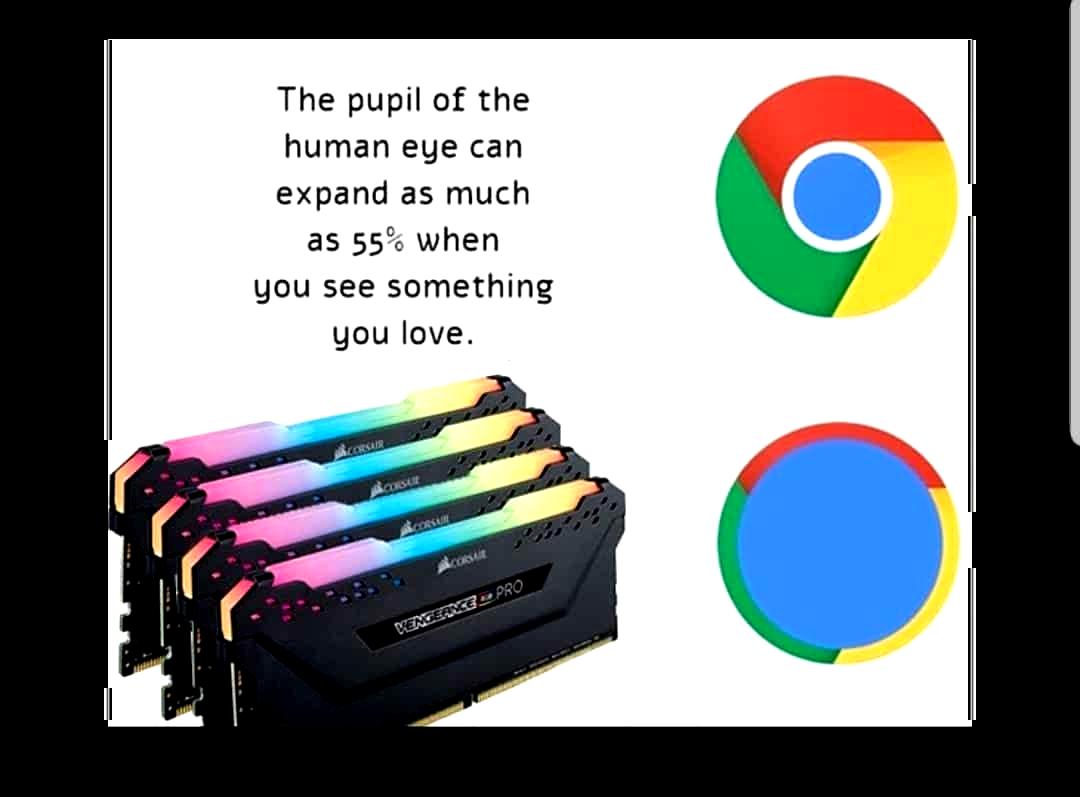 The pupil of the
human eye can
expand as much
as 55% when
you see something
you love.
CORSAIR
CORSAIR
CORSAIR
CORSAIR
VENGEANCE RGB PRO